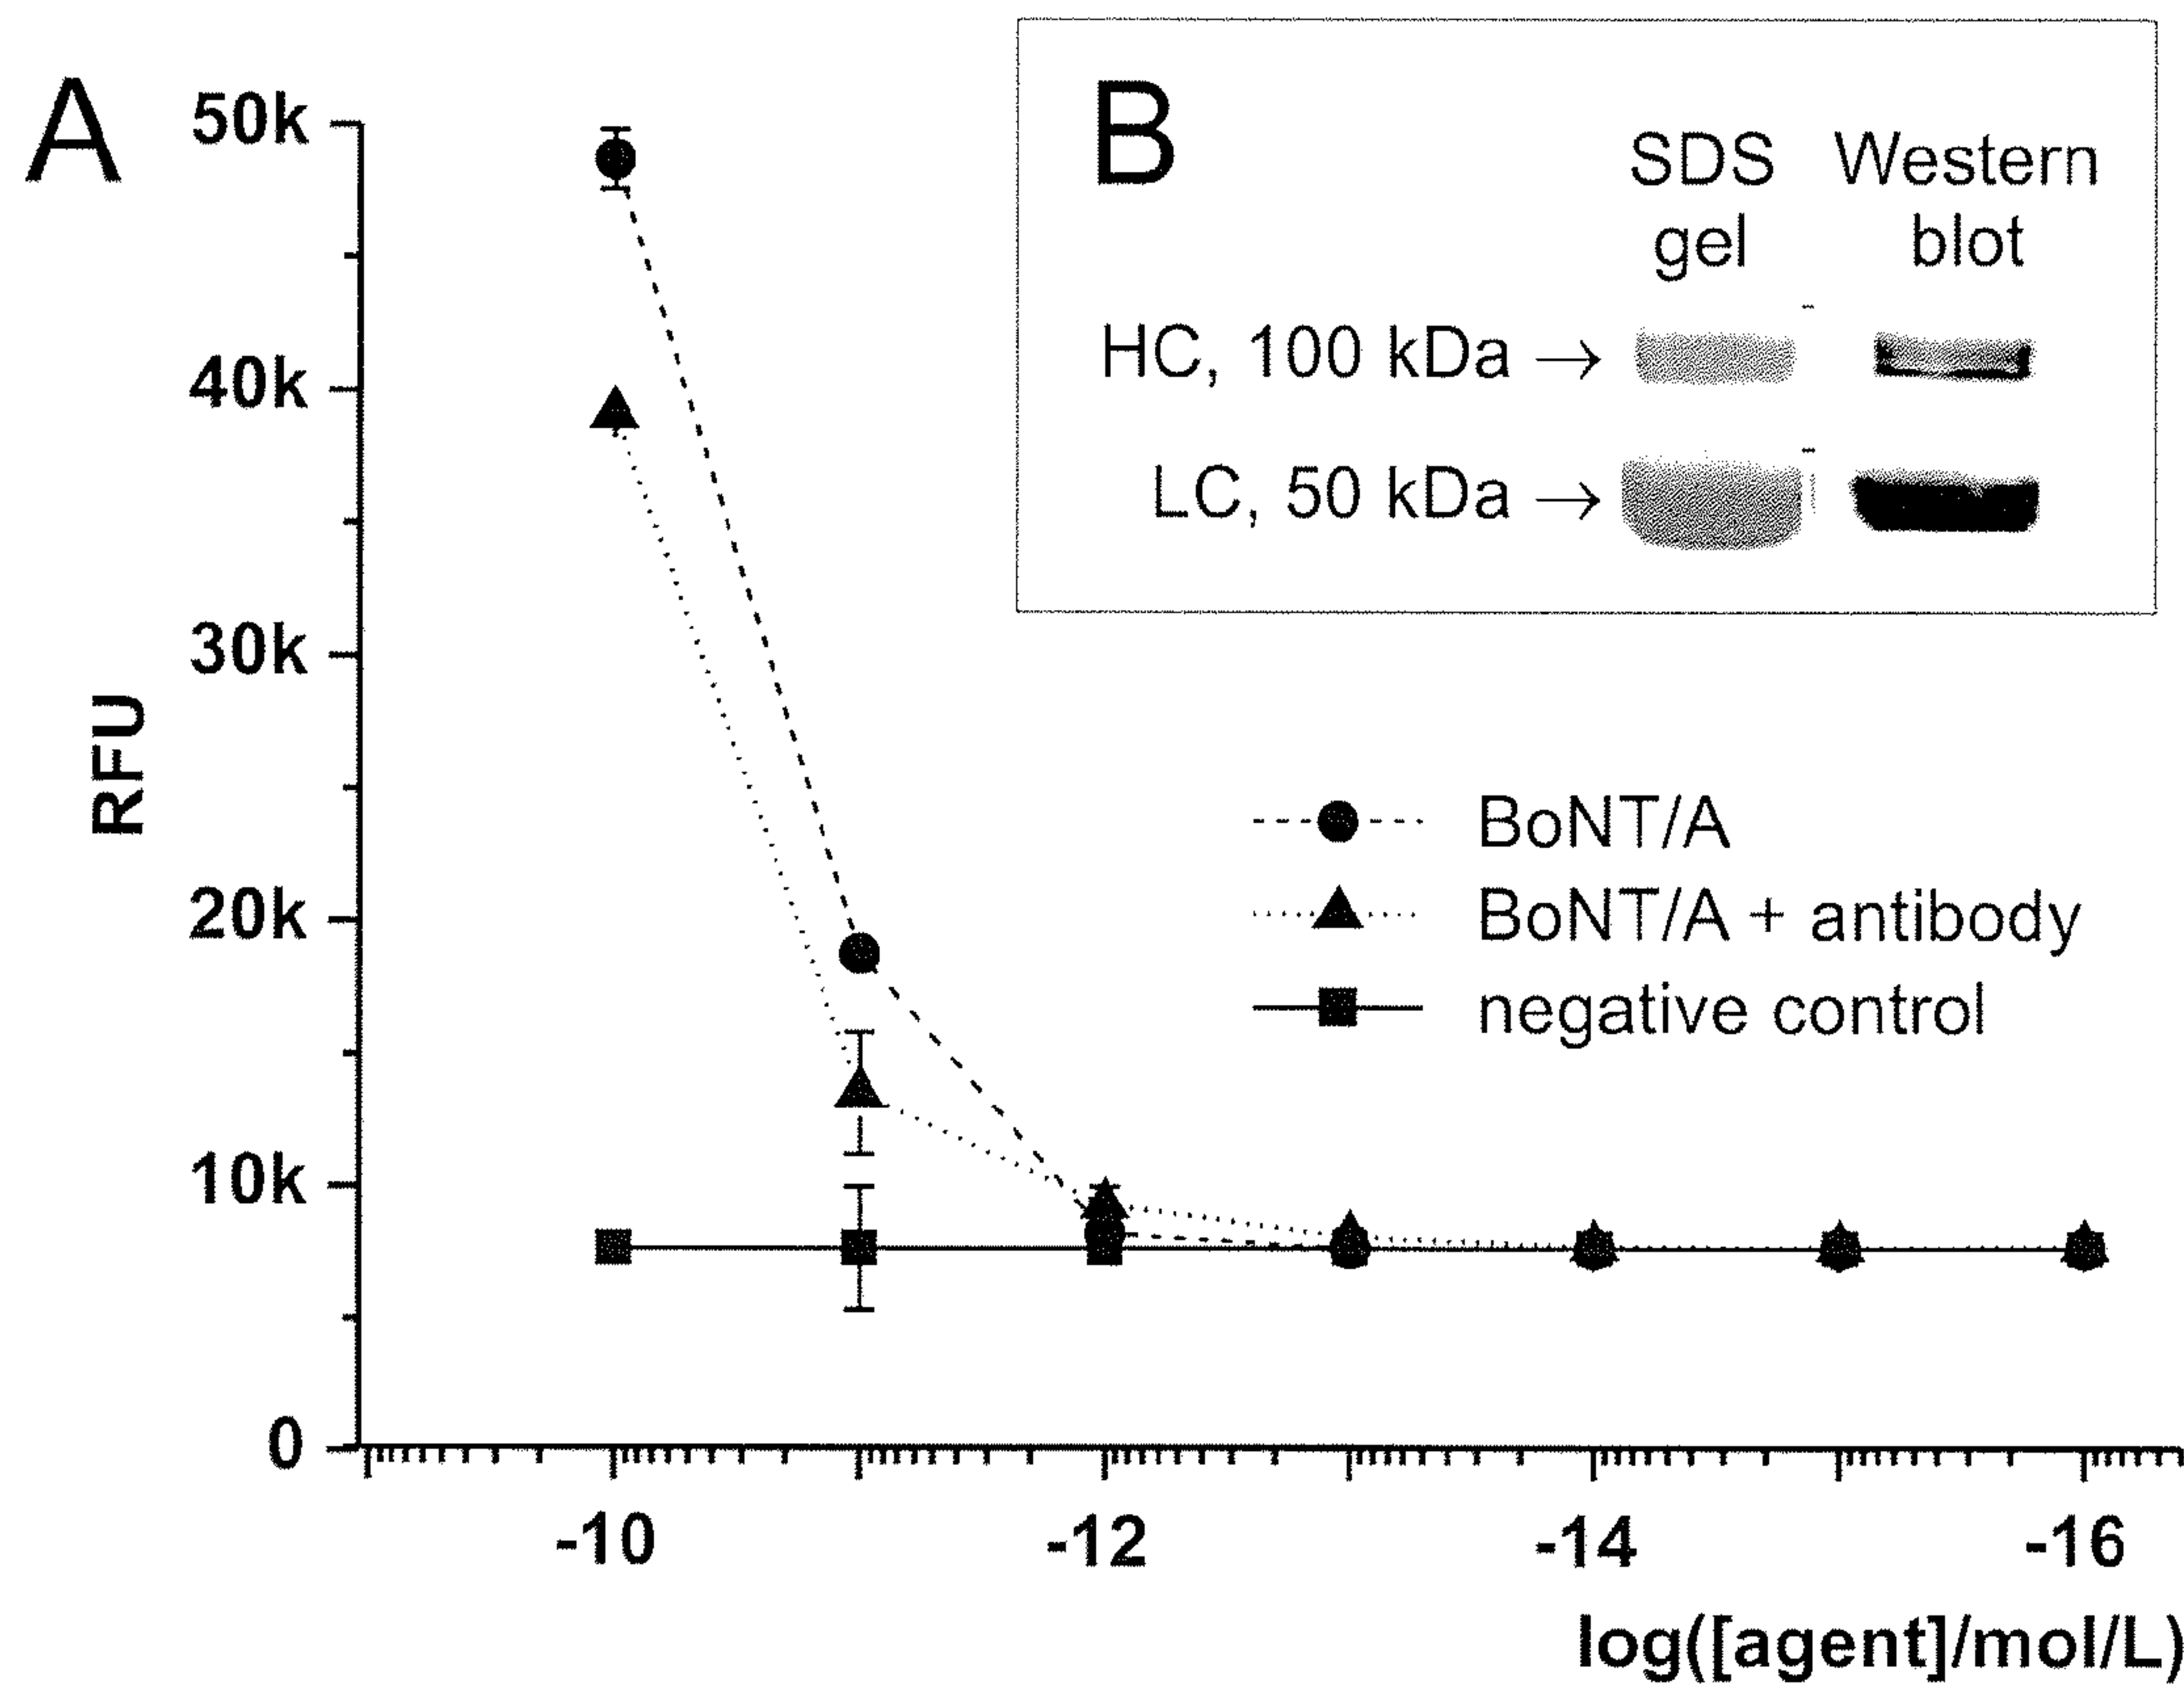 A
50k
40k
30k
20k
10k
0
RFU
B
SDS gel
Western blot
HC, 100 kDa →
LC, 50 kDa →
BoNT/A
BoNT/A + antibody
negative control
-10
-12
-14
-16
log([agent]/mol/L)